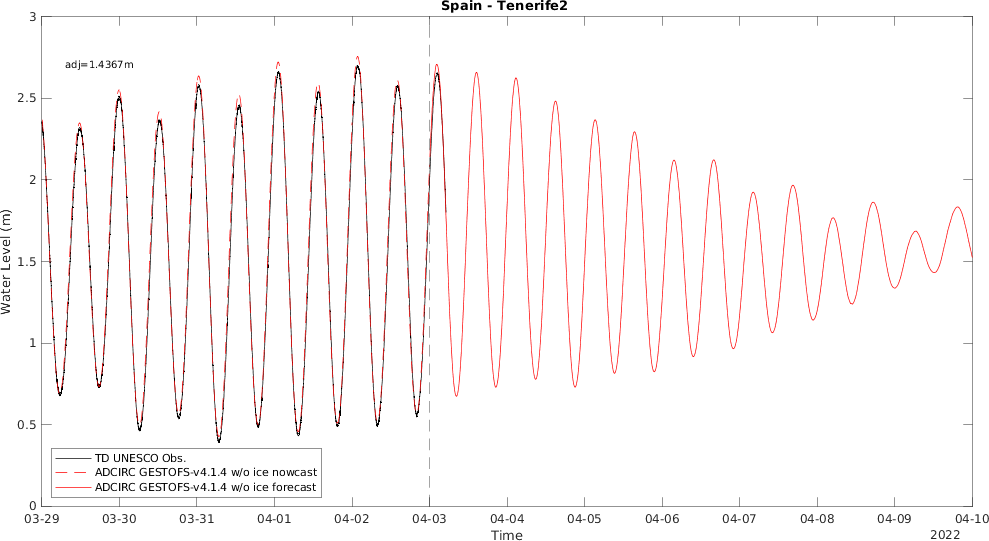 Spain - Tenerife2
adj=1.4367m
Water Level (m)
3
2.5
2
1.5
1
0.5
0
TD UNESCO Obs.
ADCIRC GESTOFS-v4.1.4 w/o ice nowcast
ADCIRC GESTOFS-v4.1.4 w/o ice forecast
03-29 03-30 03-31 04-01 04-02 04-03 04-04 04-05 04-06 04-07 04-08 04-09 04-10
Time
2022